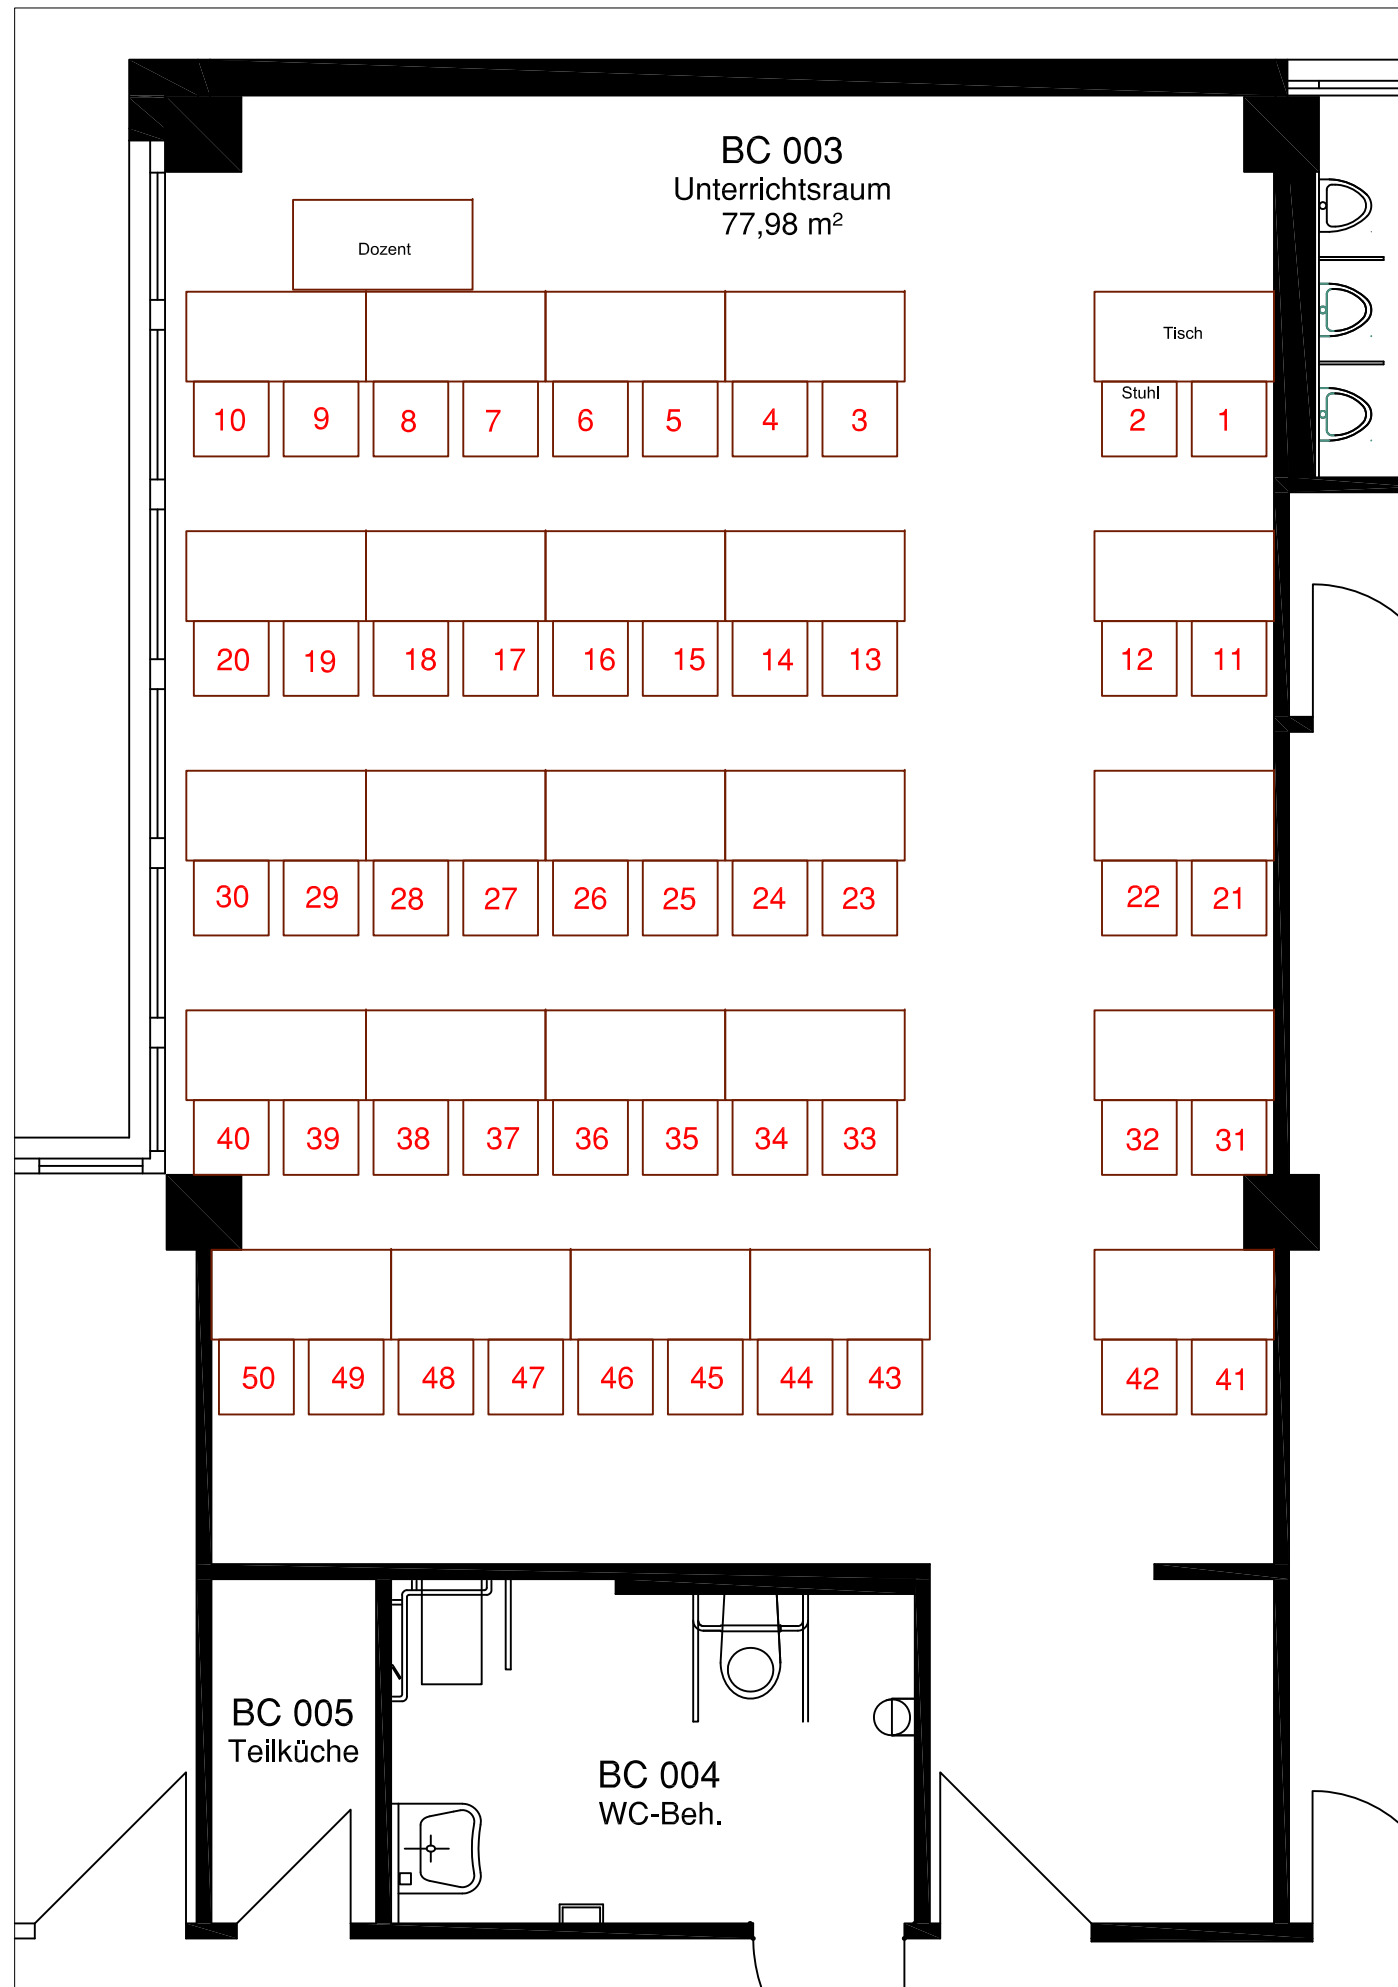 BC 003
Unterrichtsraum
77,98 m²
Dozent
Tisch
Stuhl
10 9 8 7 6 5 4 3 2 1
20 19 18 17 16 15 14 13 12 11
30 29 28 27 26 25 24 23 22 21
40 39 38 37 36 35 34 33 32 31
50 49 48 47 46 45 44 43 42 41
BC 005
Teilküche
BC 004
WC-Beh.